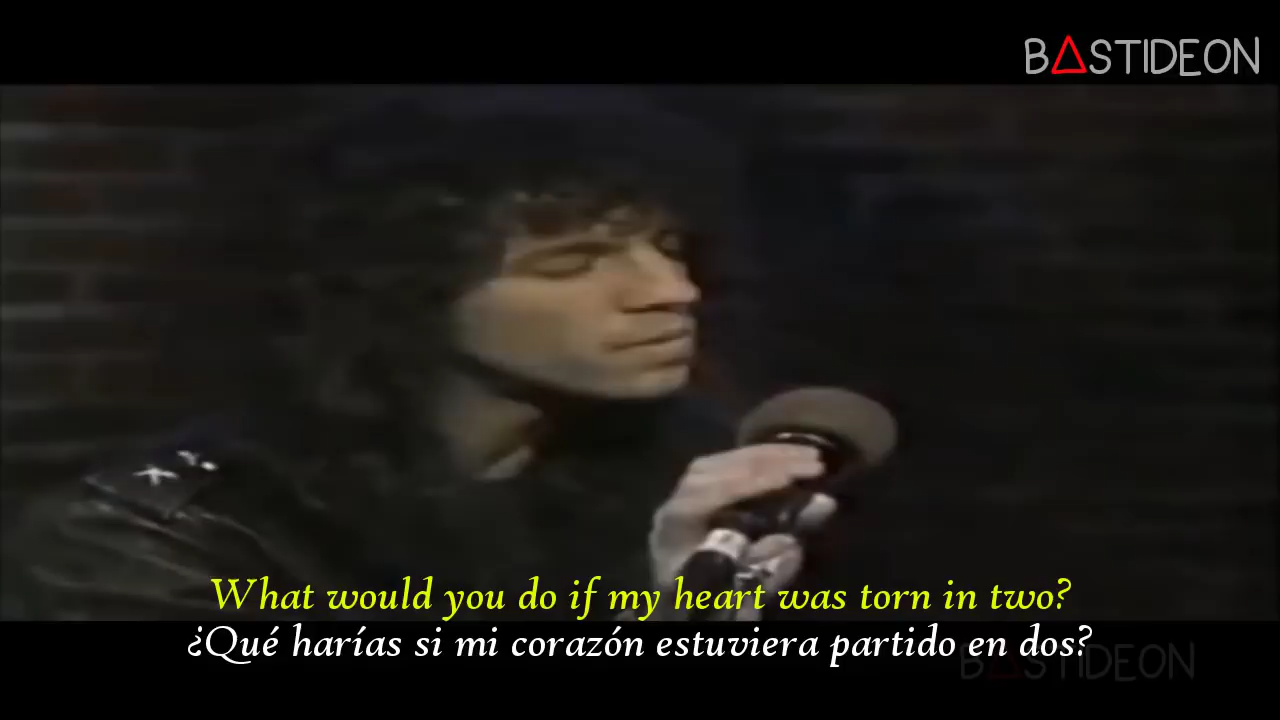 BASTIDEON
What would you do if my heart was torn in two?
¿Qué harías si mi corazón estuviera partido en dos?
BASTIDEON